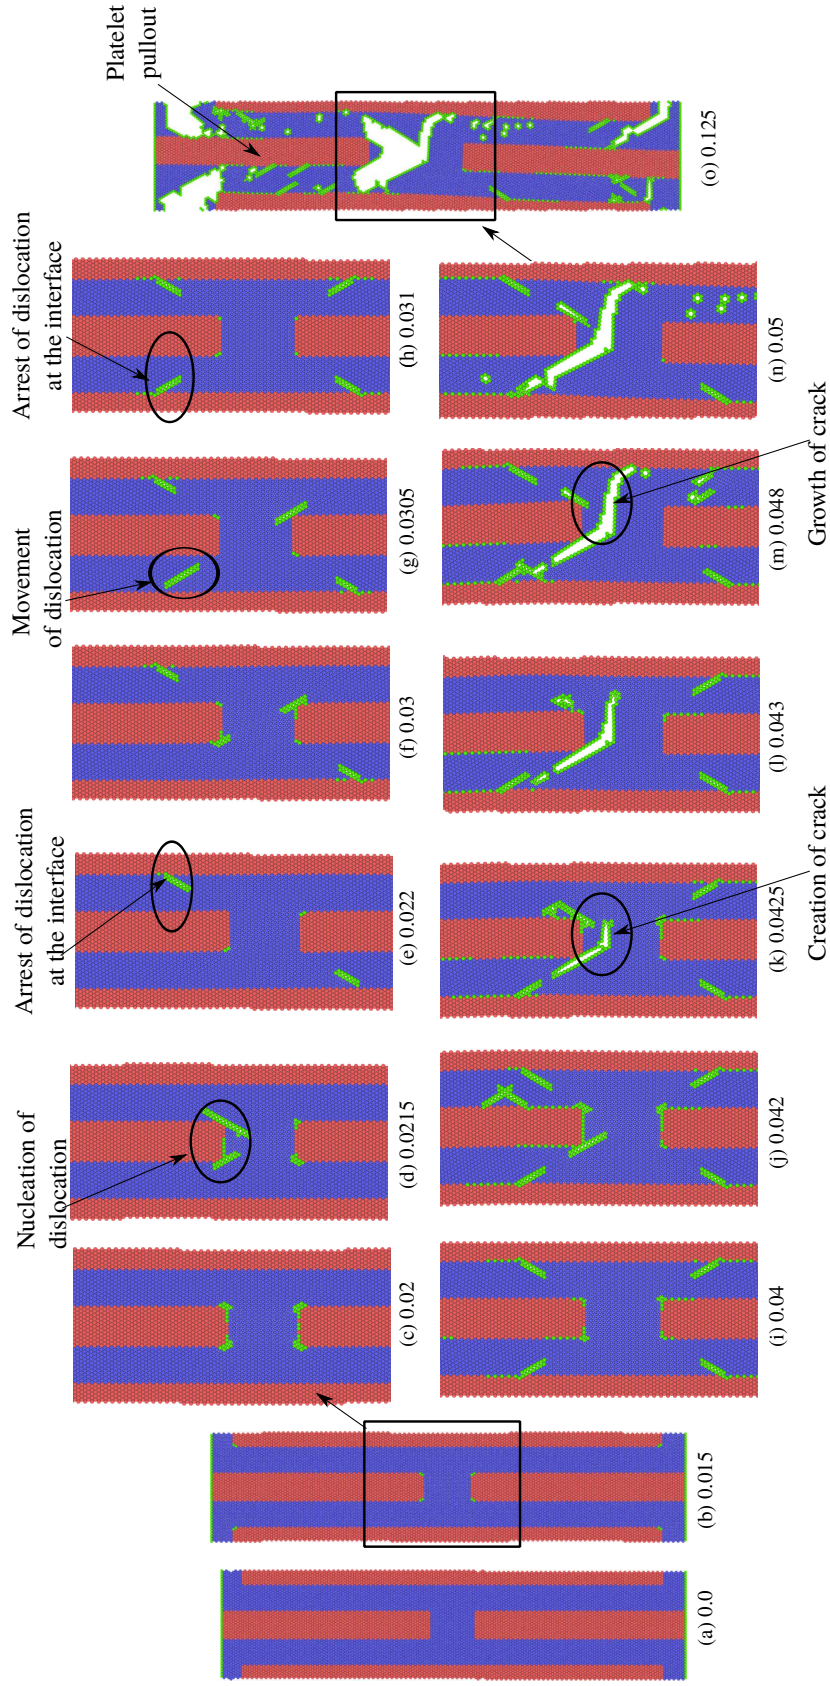 (a) 0.0
(b) 0.015
Nucleation of
dislocation
(c) 0.02
(d) 0.0215
Arrest of dislocation
at the interface
(e) 0.022
(f) 0.03
Movement
of dislocation
(g) 0.0305
Arrest of dislocation
at the interface
(h) 0.031
(i) 0.04
(j) 0.042
(k) 0.0425
Creation of crack
(l) 0.043
(m) 0.048
Growth of crack
(n) 0.05
Platelet
pullout
(o) 0.125